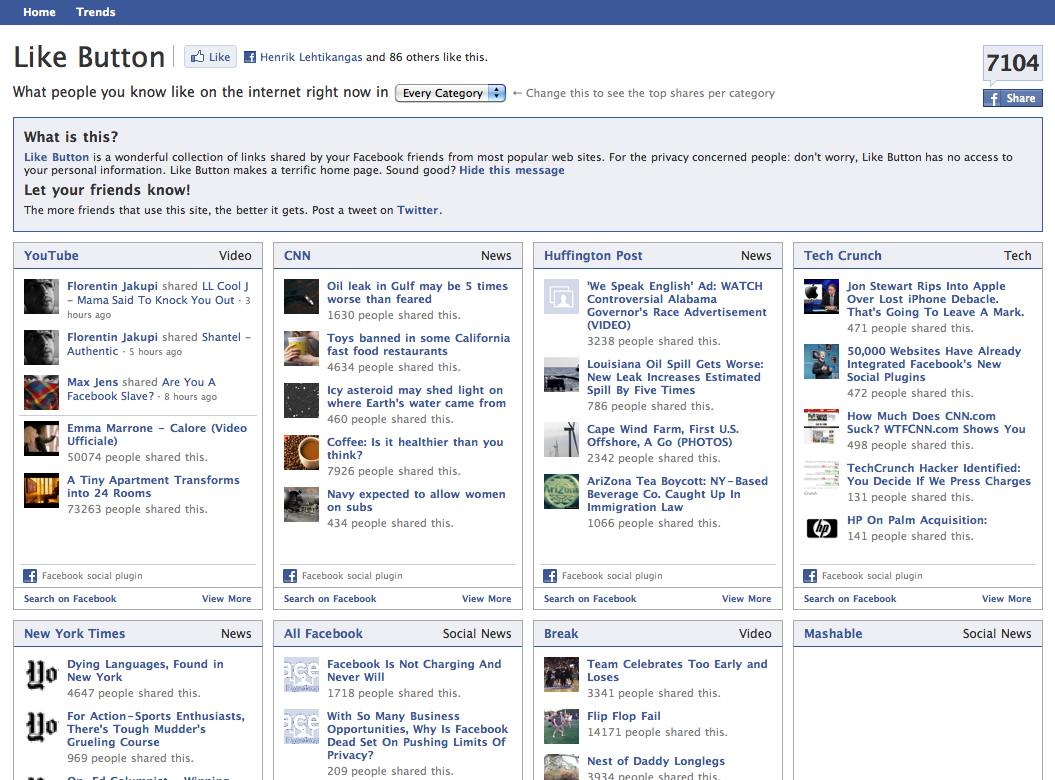 Home Trends
Like Button
Like
Henrik Lehtikangas and 86 others like this.
7104
Share
What people you know like on the internet right now in Every Category ← Change this to see the top shares per category
What is this?
Like Button is a wonderful collection of links shared by your Facebook friends from most popular web sites. For the privacy concerned people: don't worry, Like Button has no access to
your personal information. Like Button makes a terrific home page. Sound good? Hide this message
Let your friends know!
The more friends that use this site, the better it gets. Post a tweet on Twitter.
YouTube Video
Florentin Jakupi shared LL Cool J
- Mama Said To Knock You Out · 3
hours ago
Florentin Jakupi shared Shantel -
Authentic · 5 hours ago
Max Jens shared Are You A
Facebook Slave? · 8 hours ago
Emma Marrone - Calore (Video
Ufficiale)
50074 people shared this.
A Tiny Apartment Transforms
into 24 Rooms
73263 people shared this.
Facebook social plugin
Search on Facebook View More
CNN News
Oil leak in Gulf may be 5 times
worse than feared
1630 people shared this.
Toys banned in some California
fast food restaurants
4634 people shared this.
Icy asteroid may shed light on
where Earth's water came from
460 people shared this.
Coffee: Is it healthier than you
think?
7926 people shared this.
Navy expected to allow women
on subs
434 people shared this.
Facebook social plugin
Search on Facebook View More
Huffington Post News
'We Speak English' Ad: WATCH
Controversial Alabama
Governor's Race Advertisement
(VIDEO)
3238 people shared this.
Louisiana Oil Spill Gets Worse:
New Leak Increases Estimated
Spill By Five Times
786 people shared this.
Cape Wind Farm, First U.S.
Offshore, A Go (PHOTOS)
2342 people shared this.
AriZona
AriZona Tea Boycott: NY-Based
Beverage Co. Caught Up In
Immigration Law
1066 people shared this.
Facebook social plugin
Search on Facebook View More
Tech Crunch Tech
Jon Stewart Rips Into Apple
Over Lost iPhone Debacle.
That's Going To Leave A Mark.
471 people shared this.
50,000 Websites Have Already
Integrated Facebook's New
Social Plugins
472 people shared this.
How Much Does CNN.com
Suck? WTFCNN.com Shows You
498 people shared this.
TechCrunch Hacker Identified:
You Decide If We Press Charges
131 people shared this.
hp
HP On Palm Acquisition:
141 people shared this.
Facebook social plugin
Search on Facebook View More
New York Times News
Dying Languages, Found in
New York
4647 people shared this.
For Action-Sports Enthusiasts,
There's Tough Mudder's
Grueling Course
969 people shared this.
Op-Ed Columnist - Winning
All Facebook Social News
Facebook Is Not Charging And
Never Will
1718 people shared this.
With So Many Business
Opportunities, Why Is Facebook
Dead Set On Pushing Limits Of
Privacy?
209 people shared this.
Break Video
Team Celebrates Too Early and
Loses
3341 people shared this.
Flip Flop Fail
14171 people shared this.
Nest of Daddy Longlegs
3934 people shared this.
Mashable Social News